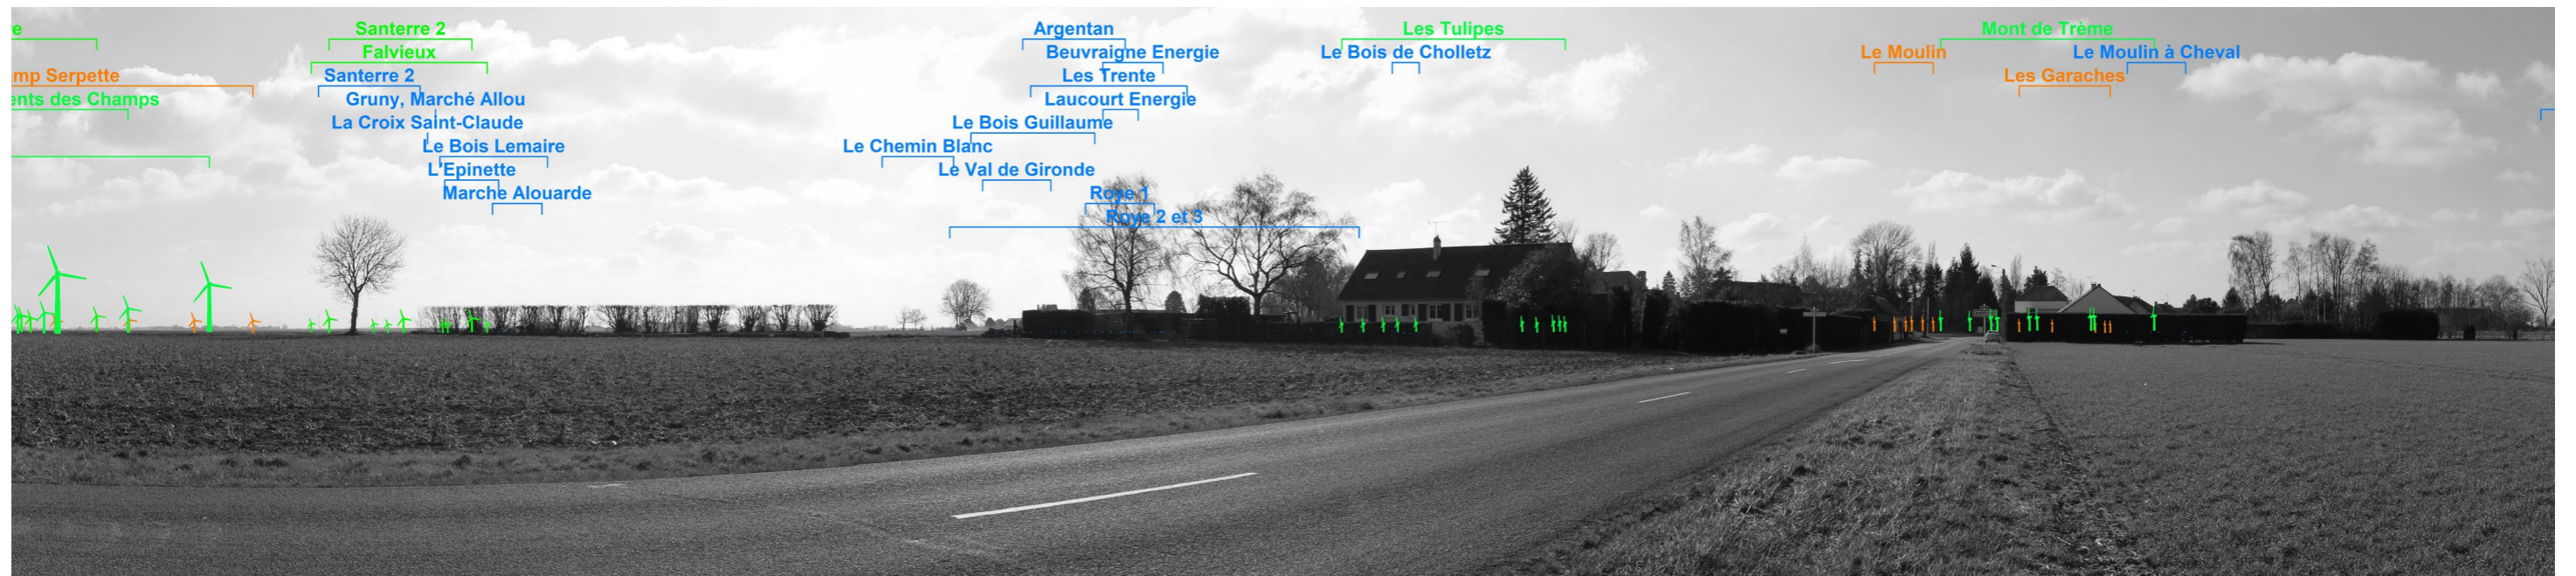 e
Santerre 2
Argentan
Les Tulipes
Mont de Trème
Falvieux
Beuvraigne Energie
Le Bois de Cholletz
Le Moulin
Le Moulin à Cheval
mp Serpette
Santerre 2
Les Trente
Les Garaches
ents des Champs
Gruny, Marché Allou
Laucourt Energie
La Croix Saint-Claude
Le Bois Guillaume
Le Bois Lemaire
Le Chemin Blanc
L'Epinette
Le Val de Gironde
Marche Alouarde
Roye 1
Roye 2 et 3